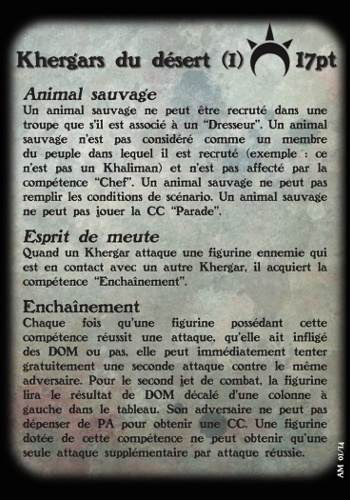 Khergars du désert (1) 17pt
Animal sauvage
Un animal sauvage ne peut être recruté dans une
troupe que s'il est associé à un "Dresseur". Un animal
sauvage n'est pas considéré comme un membre
du peuple dans lequel il est recruté (exemple : ce
n'est pas un Khaliman) et n'est pas affecté par la
compétence "Chef". Un animal sauvage ne peut pas
remplir les conditions de scénario. Un animal sauvage
ne peut pas jouer la CC "Parade".
Esprit de meute
Quand un Khergar attaque une figurine ennemie qui
est en contact avec un autre Khergar, il acquiert la
compétence "Enchaînement".
Enchaînement
Chaque fois qu'une figurine possédant cette
compétence réussit une attaque, qu'elle ait infligé
des DOM ou pas, elle peut immédiatement tenter
gratuitement une seconde attaque contre le même
adversaire. Pour le second jet de combat, la figurine
lira le résultat de DOM décalé d'une colonne à
gauche dans le tableau. Son adversaire ne peut pas
dépenser de PA pour obtenir une CC. Une figurine
dotée de cette compétence ne peut obtenir qu'une
seule attaque supplémentaire par attaque réussie.
AM 01/14